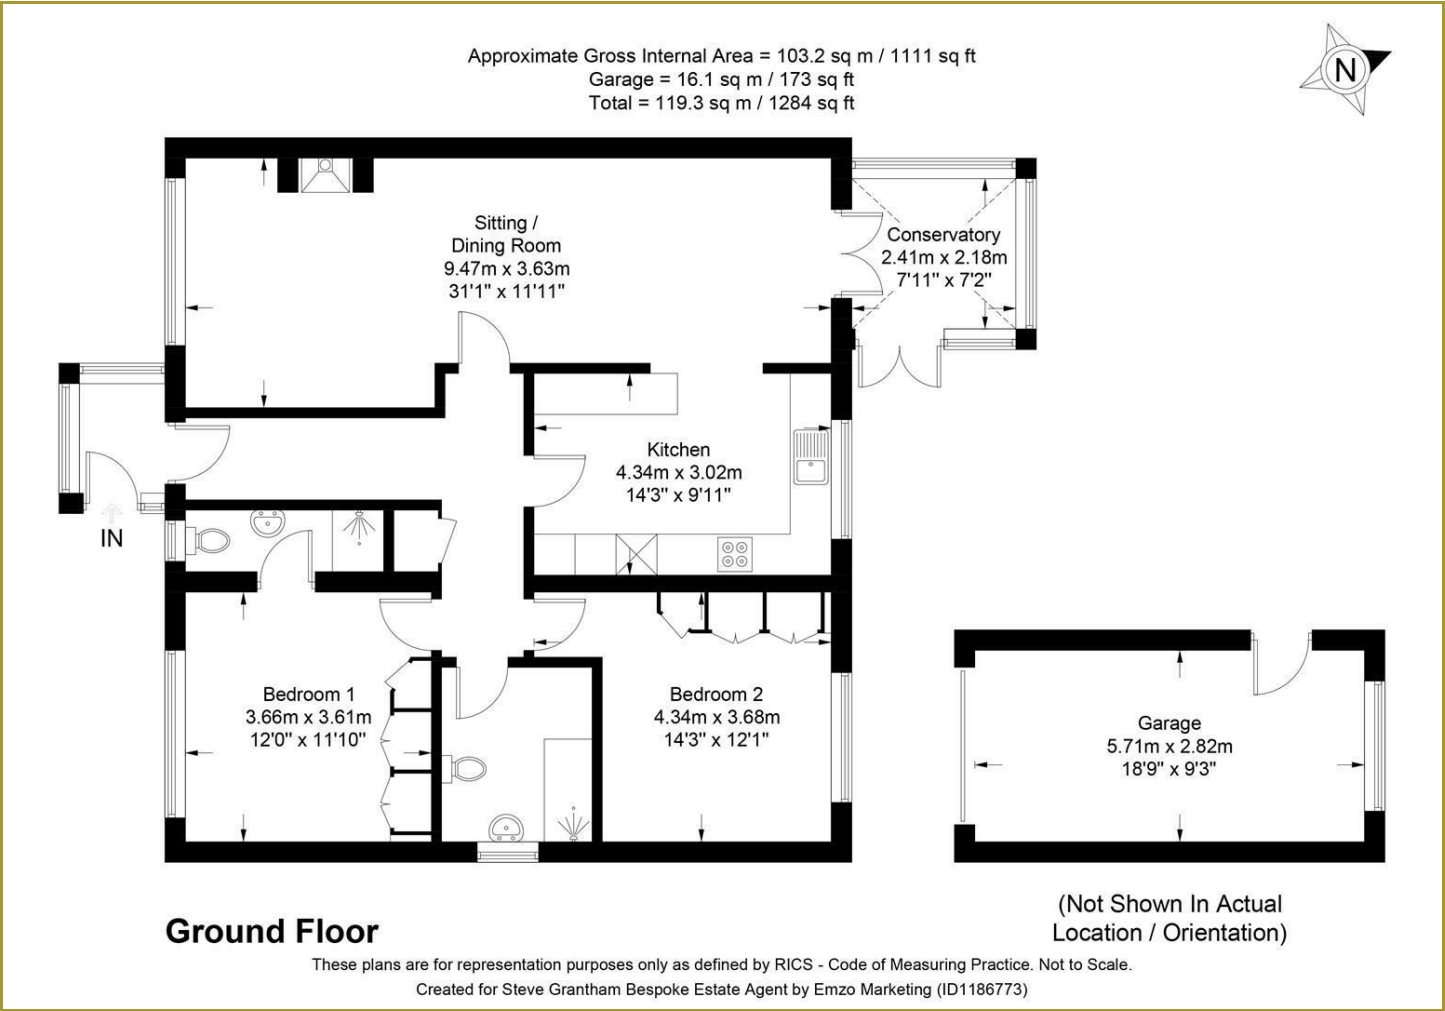 Approximate Gross Internal Area = 103.2 sq m / 1111 sq ft
Garage = 16.1 sq m / 173 sq ft
Total = 119.3 sq m / 1284 sq ft
N
Sitting /
Dining Room
9.47m x 3.63m
31'1" x 11'11"
Conservatory
2.41m x 2.18m
7'11" x 7'2"
Kitchen
4.34m x 3.02m
14'3" x 9'11"
IN
Bedroom 1
3.66m x 3.61m
12'0" x 11'10"
Bedroom 2
4.34m x 3.68m
14'3" x 12'1"
Garage
5.71m x 2.82m
18'9" x 9'3"
(Not Shown In Actual
Location / Orientation)
Ground Floor
These plans are for representation purposes only as defined by RICS - Code of Measuring Practice. Not to Scale.
Created for Steve Grantham Bespoke Estate Agent by Emzo Marketing (ID1186773)